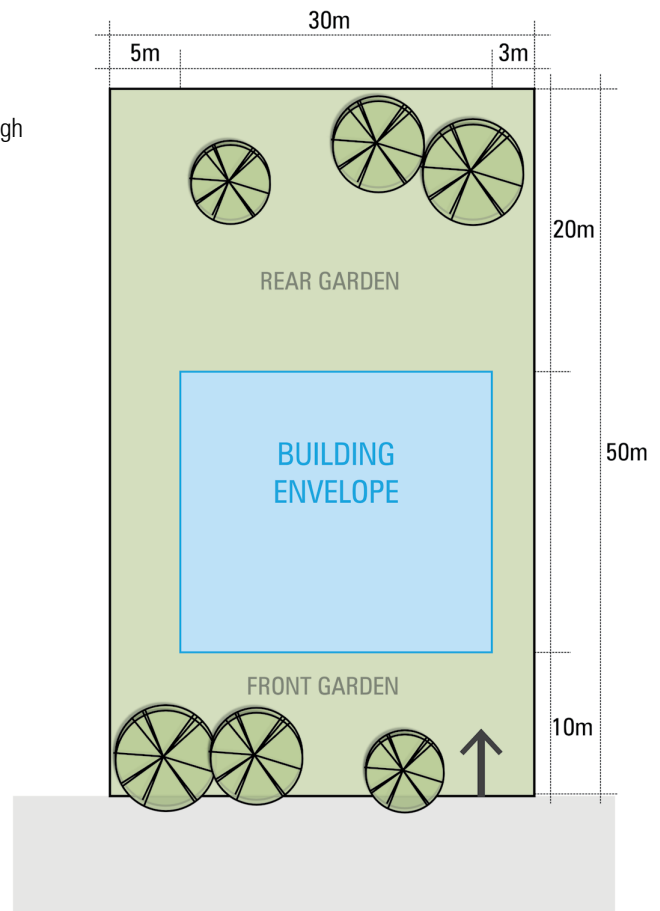 30m
5m
3m
gh
20m
REAR GARDEN
50m
BUILDING
ENVELOPE
FRONT GARDEN
10m